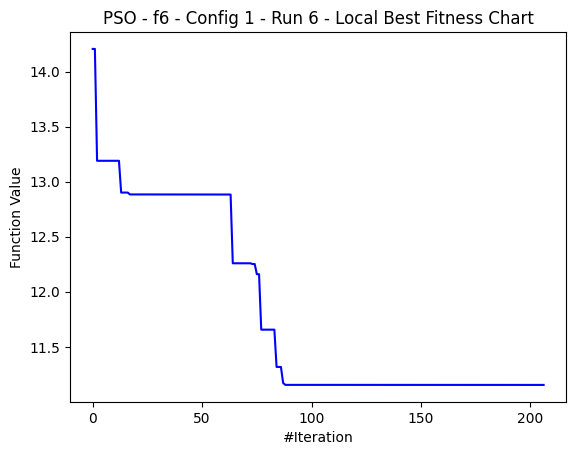 PSO - f6 - Config 1 - Run 6 - Local Best Fitness Chart
14.0
13.5
13.0
12.5
12.0
11.5
Function Value
0 50 100 150 200
#Iteration